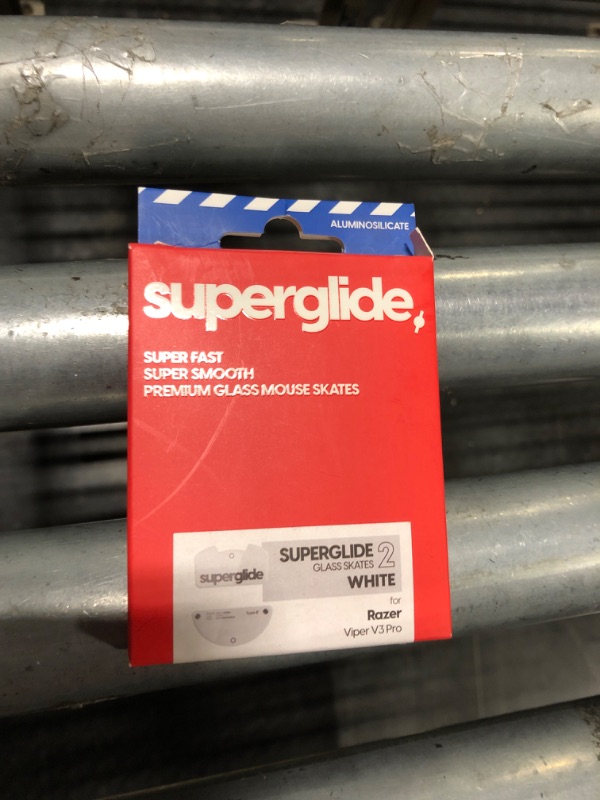 ALUMINOSILICATE
superglide
SUPER FAST
SUPER SMOOTH
PREMIUM GLASS MOUSE SKATES
SUPERGLIDE 2
GLASS SKATES
WHITE
superglide
for
Razer
Viper V3 Pro